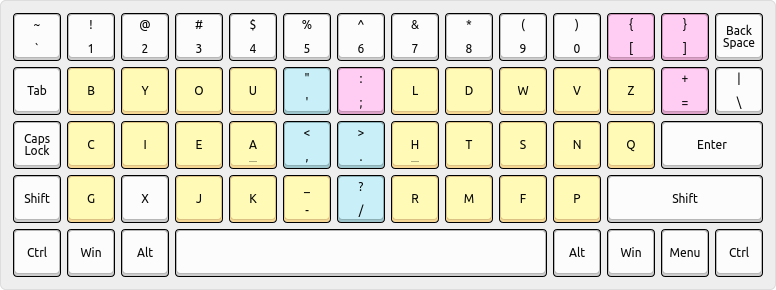 ~ ! @ # $ % ^ & * ( ) { } Back
` 1 2 3 4 5 6 7 8 9 0 [ ] Space
Tab B Y O U " : L D W V Z + |
' ; = \
Caps C I E A < > H T S N Q Enter
Lock _ , . _
Shift G X J K _ ? R M F P Shift
- /
Ctrl Win Alt Alt Win Menu Ctrl